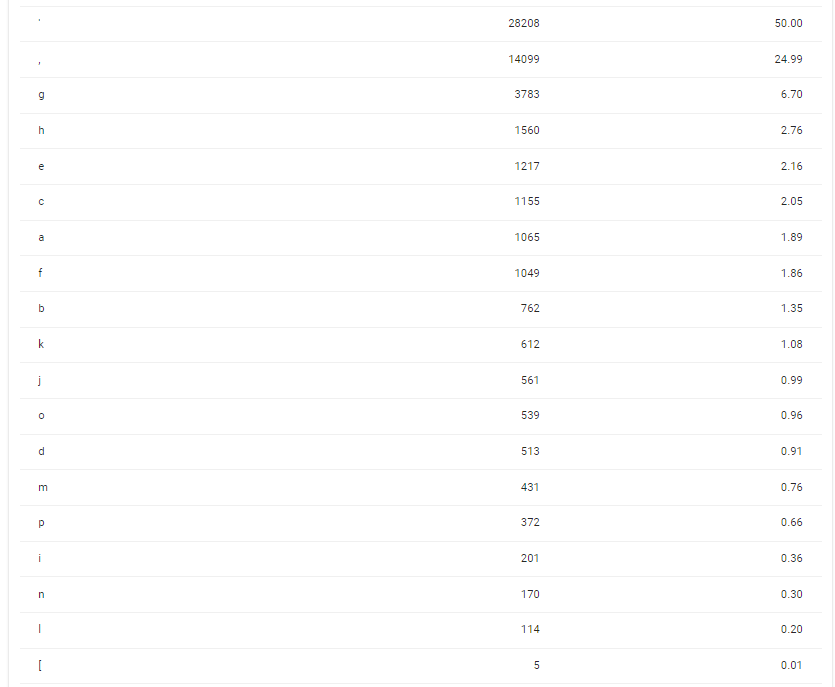 ' 28208 50.00
, 14099 24.99
g 3783 6.70
h 1560 2.76
e 1217 2.16
c 1155 2.05
a 1065 1.89
f 1049 1.86
b 762 1.35
k 612 1.08
j 561 0.99
o 539 0.96
d 513 0.91
m 431 0.76
p 372 0.66
i 201 0.36
n 170 0.30
l 114 0.20
[ 5 0.01